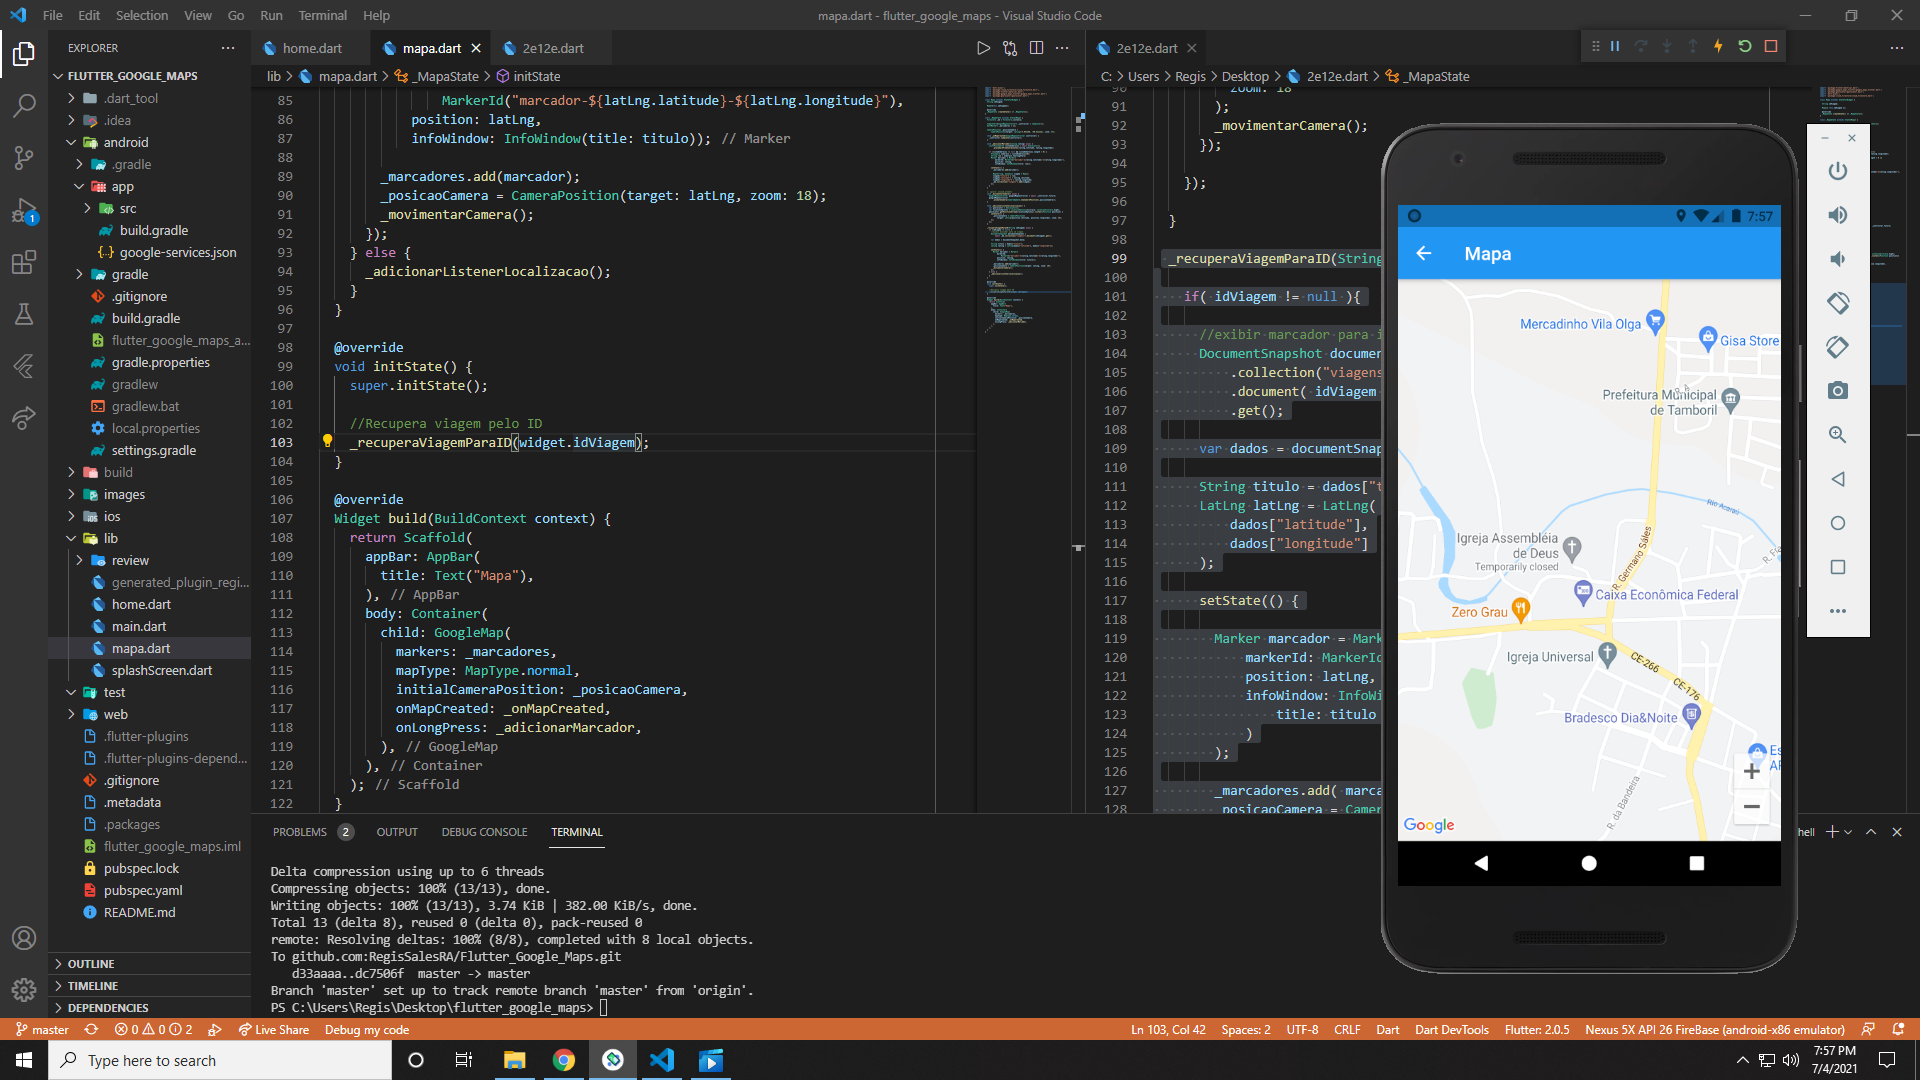 File Edit Selection View Go Run Terminal Help
mapa.dart - flutter_google_maps - Visual Studio Code
EXPLORER
FLUTTER_GOOGLE_MAPS
.dart_tool
.idea
android
.gradle
app
src
build.gradle
google-services.json
gradle
.gitignore
build.gradle
flutter_google_maps_a...
gradle.properties
gradlew
gradlew.bat
local.properties
settings.gradle
build
images
ios
lib
review
generated_plugin_regi...
home.dart
main.dart
mapa.dart
splashScreen.dart
test
web
.flutter-plugins
.flutter-plugins-depend...
.gitignore
.metadata
.packages
flutter_google_maps.iml
pubspec.lock
pubspec.yaml
README.md
OUTLINE
TIMELINE
DEPENDENCIES
home.dart mapa.dart 2e12e.dart
lib > mapa.dart > _MapaState > initState
85 MarkerId("marcador-${latLng.latitude}-${latLng.longitude}"),
86 position: latLng,
87 infoWindow: InfoWindow(title: titulo)); // Marker
88
89 _marcadores.add(marcador);
90 _posicaoCamera = CameraPosition(target: latLng, zoom: 18);
91 _movimentarCamera();
92 });
93 } else {
94 _adicionarListenerLocalizacao();
95 }
96 }
97
98 @override
99 void initState() {
100 super.initState();
101
102 //Recupera viagem pelo ID
103 _recuperaViagemParaID(widget.idViagem);
104 }
105
106 @override
107 Widget build(BuildContext context) {
108 return Scaffold(
109 appBar: AppBar(
110 title: Text("Mapa"),
111 ), // AppBar
112 body: Container(
113 child: GoogleMap(
114 markers: _marcadores,
115 mapType: MapType.normal,
116 initialCameraPosition: _posicaoCamera,
117 onMapCreated: _onMapCreated,
118 onLongPress: _adicionarMarcador,
119 ), // GoogleMap
120 ), // Container
121 ); // Scaffold
122 }
2e12e.dart
C: > Users > Regis > Desktop > 2e12e.dart > _MapaState
90 zoom: 18
91 );
92 _movimentarCamera();
93 });
94
95 });
96
97 }
98
99 _recuperaViagemParaID(String
100
101 if( idViagem != null ){
102
103 //exibir marcador para i
104 DocumentSnapshot documen
105 .collection("viagens
106 .document( idViagem
107 .get();
108
109 var dados = documentSnap
110
111 String titulo = dados["t
112 LatLng latLng = LatLng(
113 dados["latitude"],
114 dados["longitude"]
115 );
116
117 setState(() {
118
119 Marker marcador = Mark
120 markerId: MarkerId
121 position: latLng,
122 infoWindow: InfoWi
123 title: titulo
124 )
125 );
126
127 _marcadores.add( marca
128 _posicaoCamera = Camer
7:57
Mapa
Mercadinho Vila Olga
Gisa Store
Prefeitura Municipal
de Tamboril
Rio Acaraú
Igreja Assembléia
de Deus
Temporarily closed
R. Germano Sáles
Caixa Econômica Federal
Zero Grau
Igreja Universal
CE-266
CE-176
Bradesco Dia&Noite
R. da Bandeira
Google
PROBLEMS 2 OUTPUT DEBUG CONSOLE TERMINAL
hell
Delta compression using up to 6 threads
Compressing objects: 100% (13/13), done.
Writing objects: 100% (13/13), 3.74 KiB | 382.00 KiB/s, done.
Total 13 (delta 8), reused 0 (delta 0), pack-reused 0
remote: Resolving deltas: 100% (8/8), completed with 8 local objects.
To github.com:RegisSalesRA/Flutter_Google_Maps.git
d33aaaa..dc7506f master -> master
Branch 'master' set up to track remote branch 'master' from 'origin'.
PS C:\Users\Regis\Desktop\flutter_google_maps>
master 0 0 2 Live Share Debug my code
Ln 103, Col 42 Spaces: 2 UTF-8 CRLF Dart Dart DevTools Flutter: 2.0.5 Nexus 5X API 26 FireBase (android-x86 emulator)
Type here to search
7:57 PM
7/4/2021